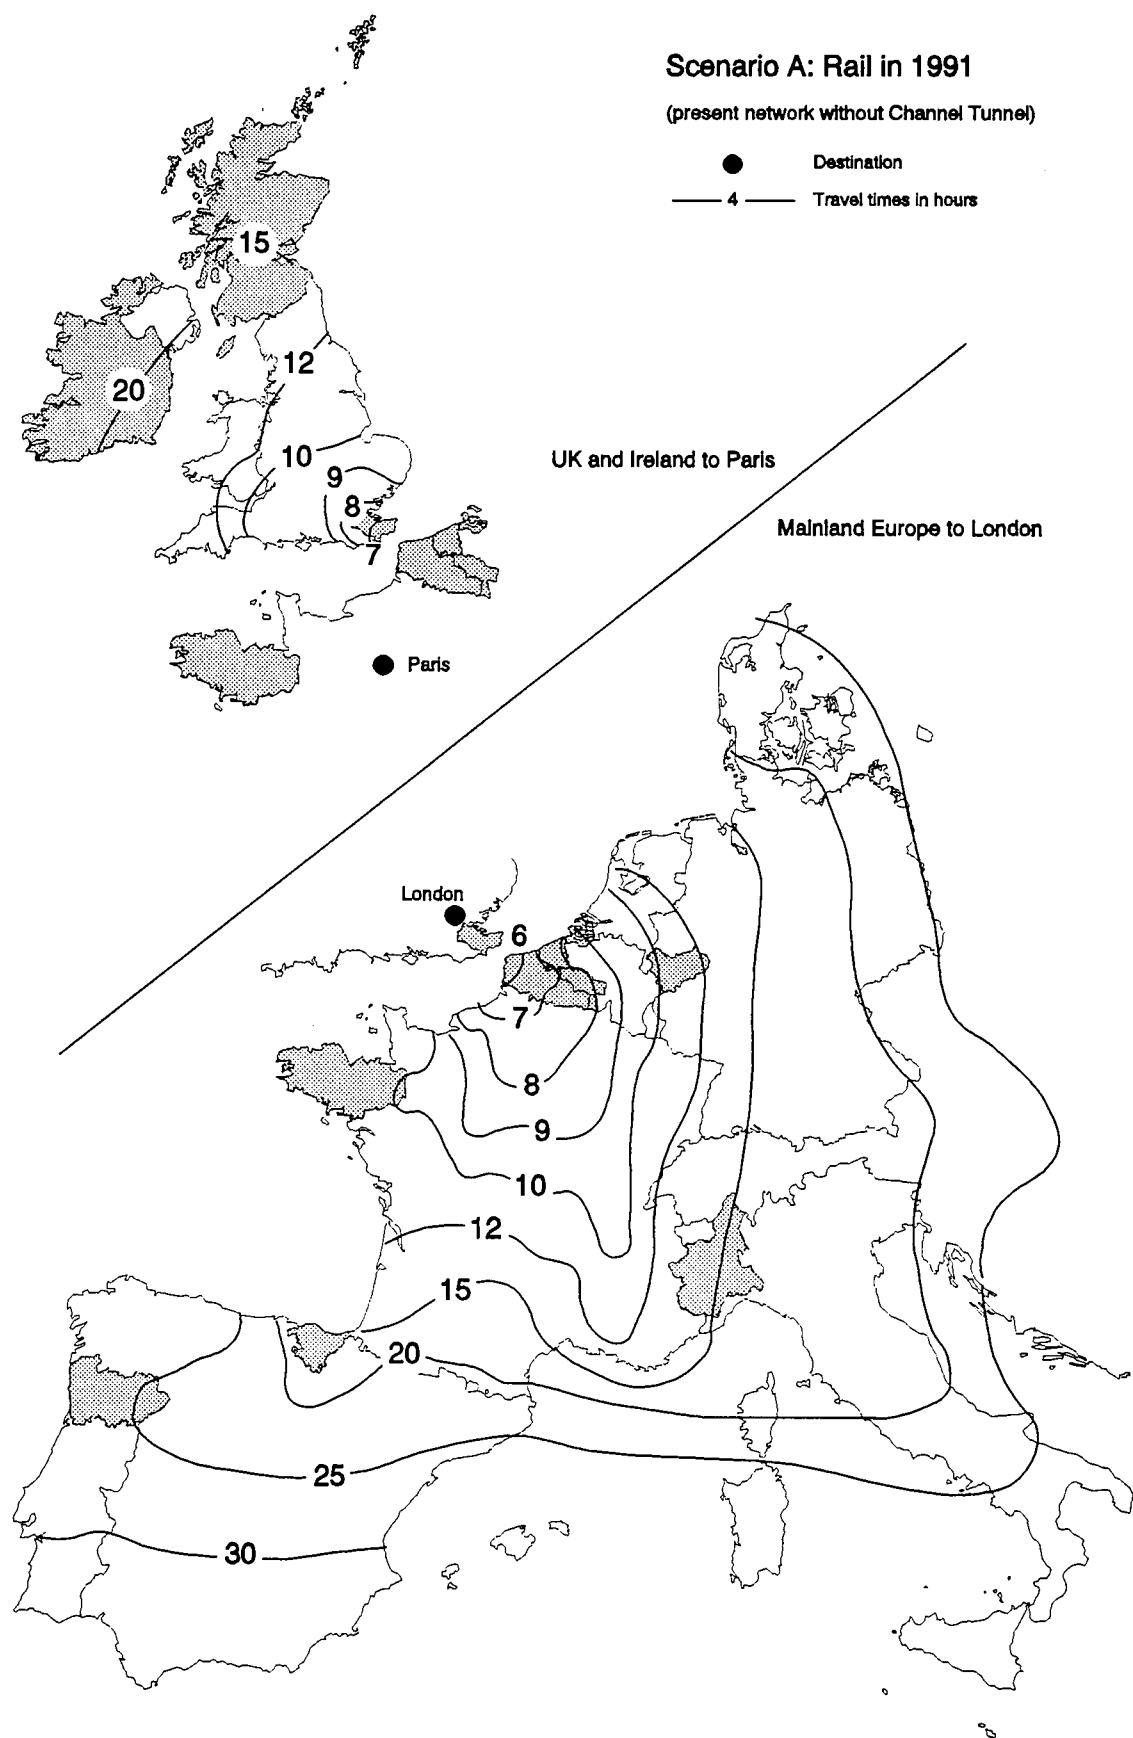 Scenario A: Rail in 1991
(present network without Channel Tunnel)
Destination
4 Travel times in hours
15
12
20
10
9
8
7
UK and Ireland to Paris
Mainland Europe to London
Paris
London
6
7
8
9
10
12
15
20
25
30